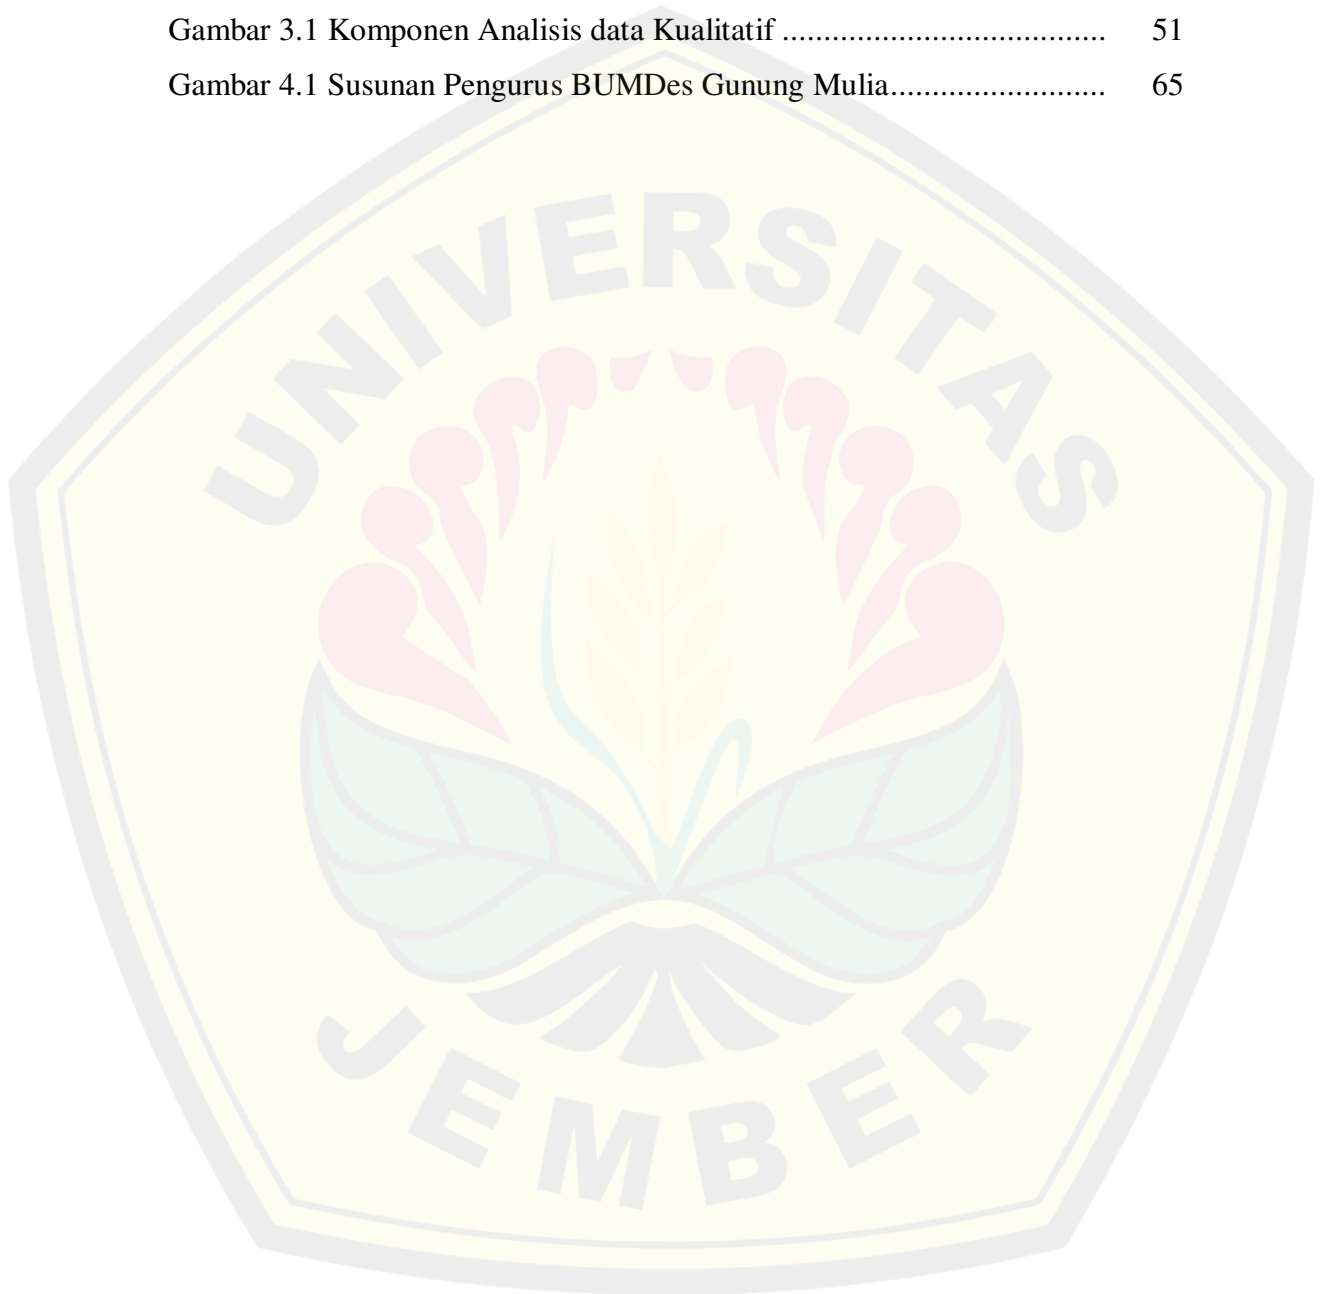 Gambar 3.1 Komponen Analisis data Kualitatif .................................. 51
Gambar 4.1 Susunan Pengurus BUMDes Gunung Mulia....................... 65
UNIVERSITAS
JEMBER